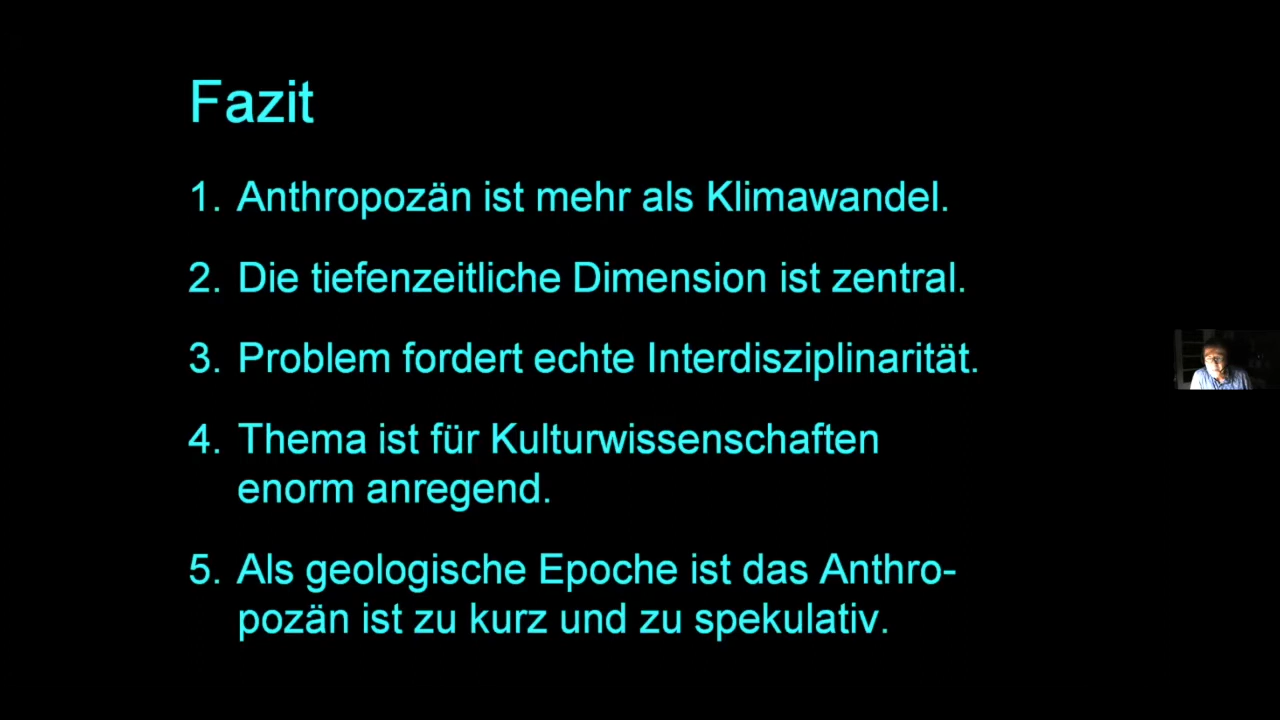 Fazit
1. Anthropozän ist mehr als Klimawandel.
2. Die tiefenzeitliche Dimension ist zentral.
3. Problem fordert echte Interdisziplinarität.
4. Thema ist für Kulturwissenschaften
enorm anregend.
5. Als geologische Epoche ist das Anthro-
pozän ist zu kurz und zu spekulativ.